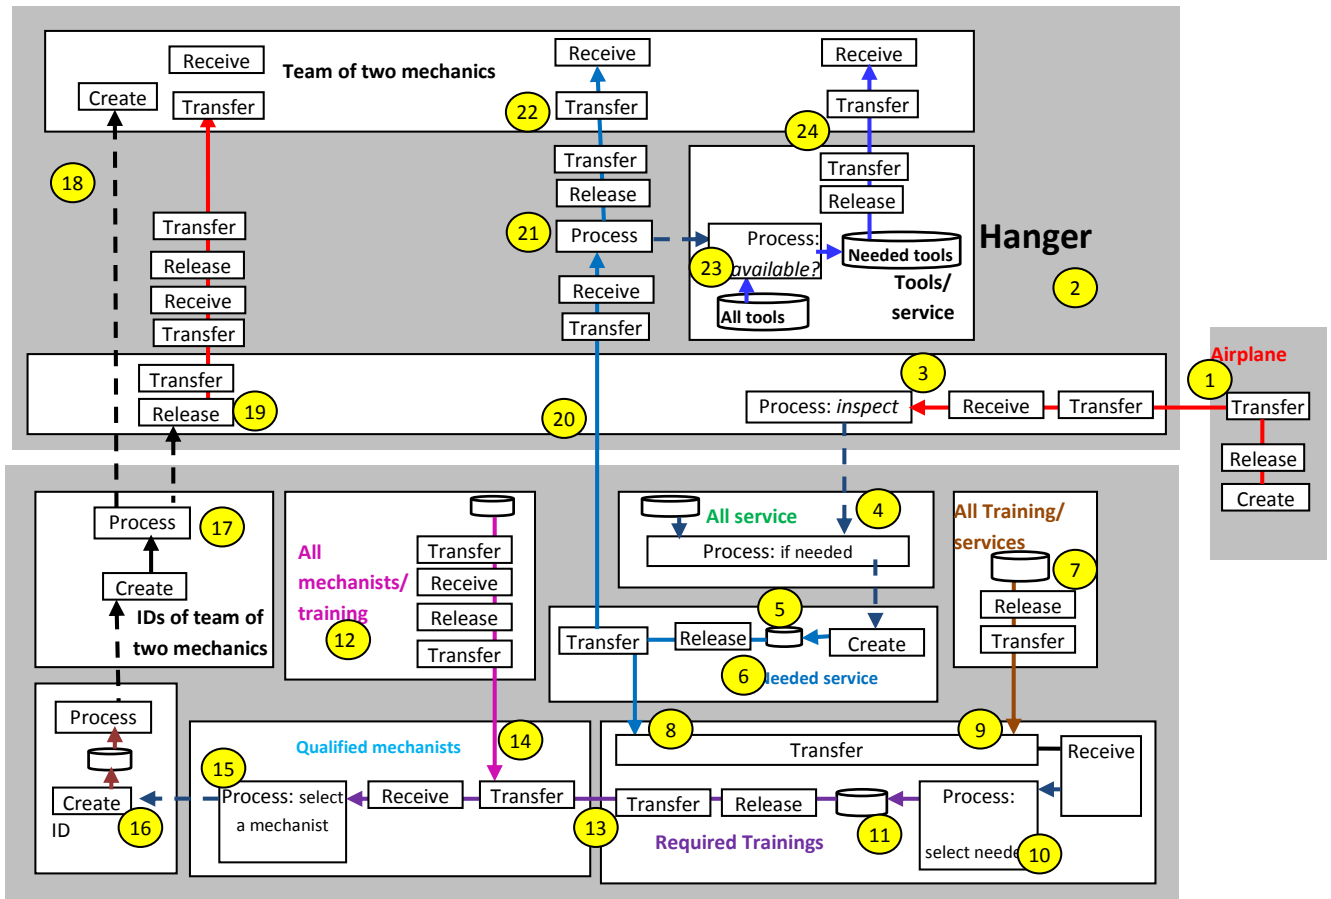 Receive
Team of two mechanics
Receive
Receive
Create
Transfer
Transfer
Transfer
22
24
18
Transfer
Release
Transfer
Release
Transfer
21
Process
Process:
available?
23
Needed tools
Hanger
Release
Receive
Transfer
Receive
Transfer
All tools
Tools/
service
2
Airplane
1
Transfer
Release
19
20
3
Process: inspect
Receive
Transfer
Transfer
Release
Create
Process
17
Create
IDs of team of
two mechanics
All
mechanists/
training
12
Transfer
Receive
Release
Transfer
All service
4
Process: if needed
All Training/
services
7
Release
Transfer
5
Transfer
Release
Create
6
Needed service
Process
Create
ID
16
Qualified mechanists
14
15
Process: select
a mechanist
Receive
Transfer
13
8
9
Transfer
Receive
Transfer
Release
11
Process:
select neede
10
Required Trainings